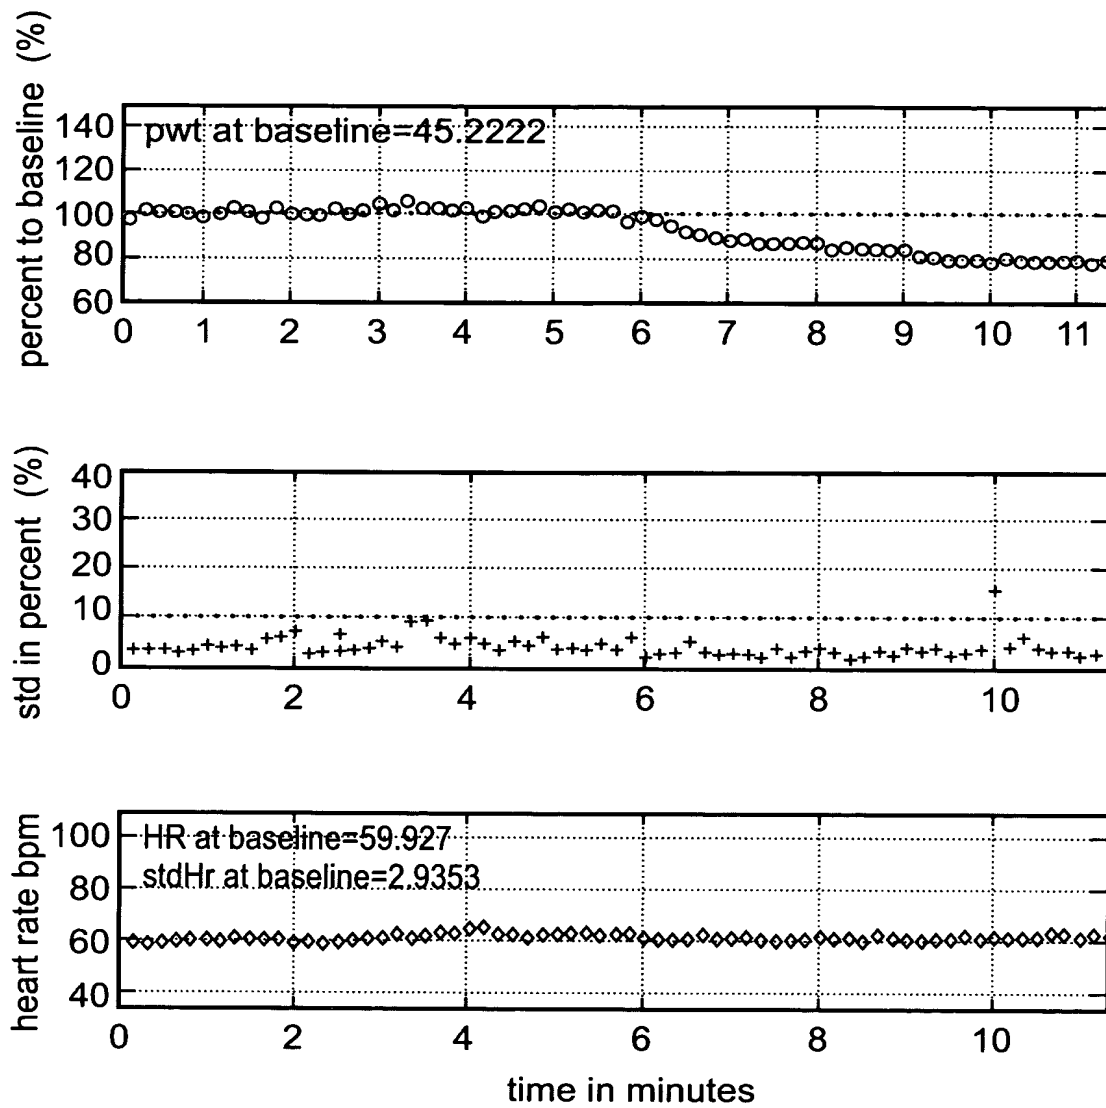 percent to baseline (%)
140
120
100
80
60
pwt at baseline=45.2222
0 1 2 3 4 5 6 7 8 9 10 11
std in percent (%)
40
30
20
10
0
0 2 4 6 8 10
heart rate bpm
100
80
60
40
HR at baseline=59.927
stdHr at baseline=2.9353
0 2 4 6 8 10
time in minutes